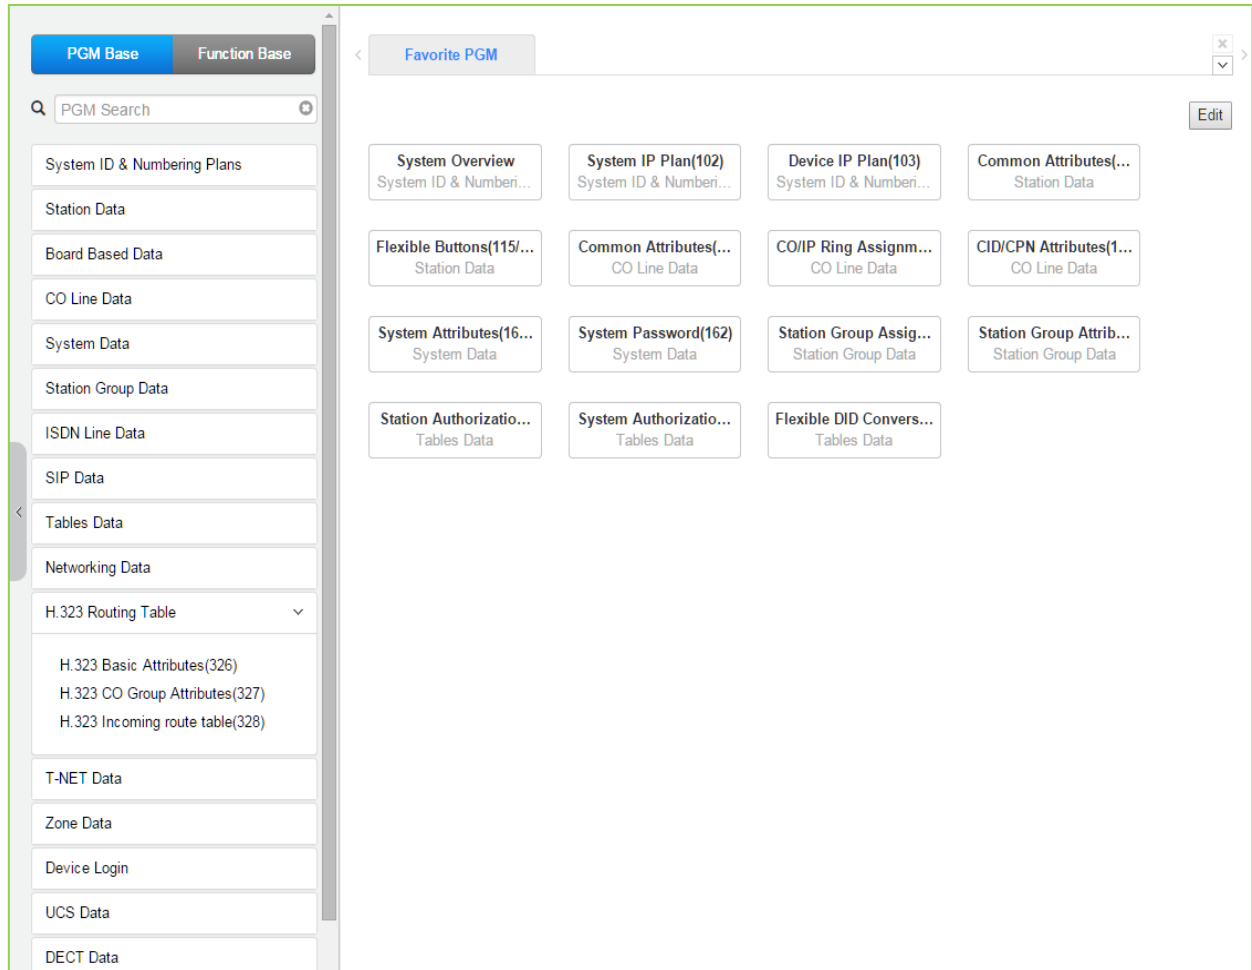 PGM Base
Function Base
PGM Search
System ID & Numbering Plans
Station Data
Board Based Data
CO Line Data
System Data
Station Group Data
ISDN Line Data
SIP Data
Tables Data
Networking Data
H.323 Routing Table
H.323 Basic Attributes(326)
H.323 CO Group Attributes(327)
H.323 Incoming route table(328)
T-NET Data
Zone Data
Device Login
UCS Data
DECT Data
Favorite PGM
Edit
System Overview
System ID & Numberi...
System IP Plan(102)
System ID & Numberi...
Device IP Plan(103)
System ID & Numberi...
Common Attributes(...
Station Data
Flexible Buttons(115/...
Station Data
Common Attributes(...
CO Line Data
CO/IP Ring Assignm...
CO Line Data
CID/CPN Attributes(1...
CO Line Data
System Attributes(16...
System Data
System Password(162)
System Data
Station Group Assig...
Station Group Data
Station Group Attrib...
Station Group Data
Station Authorizatio...
Tables Data
System Authorizatio...
Tables Data
Flexible DID Convers...
Tables Data